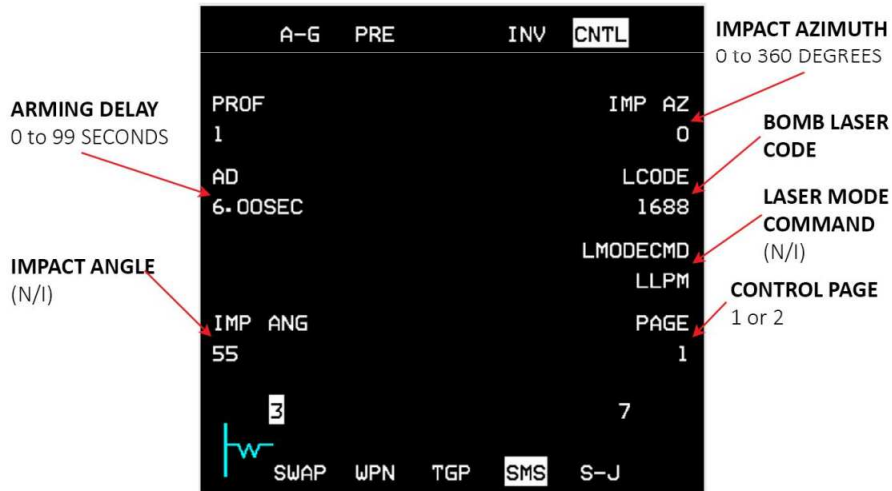 A-G PRE INV CNTL
IMPACT AZIMUTH
0 to 360 DEGREES
ARMING DELAY
0 to 99 SECONDS
PROF
1
IMP AZ
0
BOMB LASER
CODE
AD
6.00SEC
LCODE
1688
LASER MODE
COMMAND
(N/I)
LMODECMD
LLPM
IMPACT ANGLE
(N/I)
CONTROL PAGE
1 or 2
IMP ANG
55
PAGE
1
3 7
SWAP WPN TGP SMS S-J